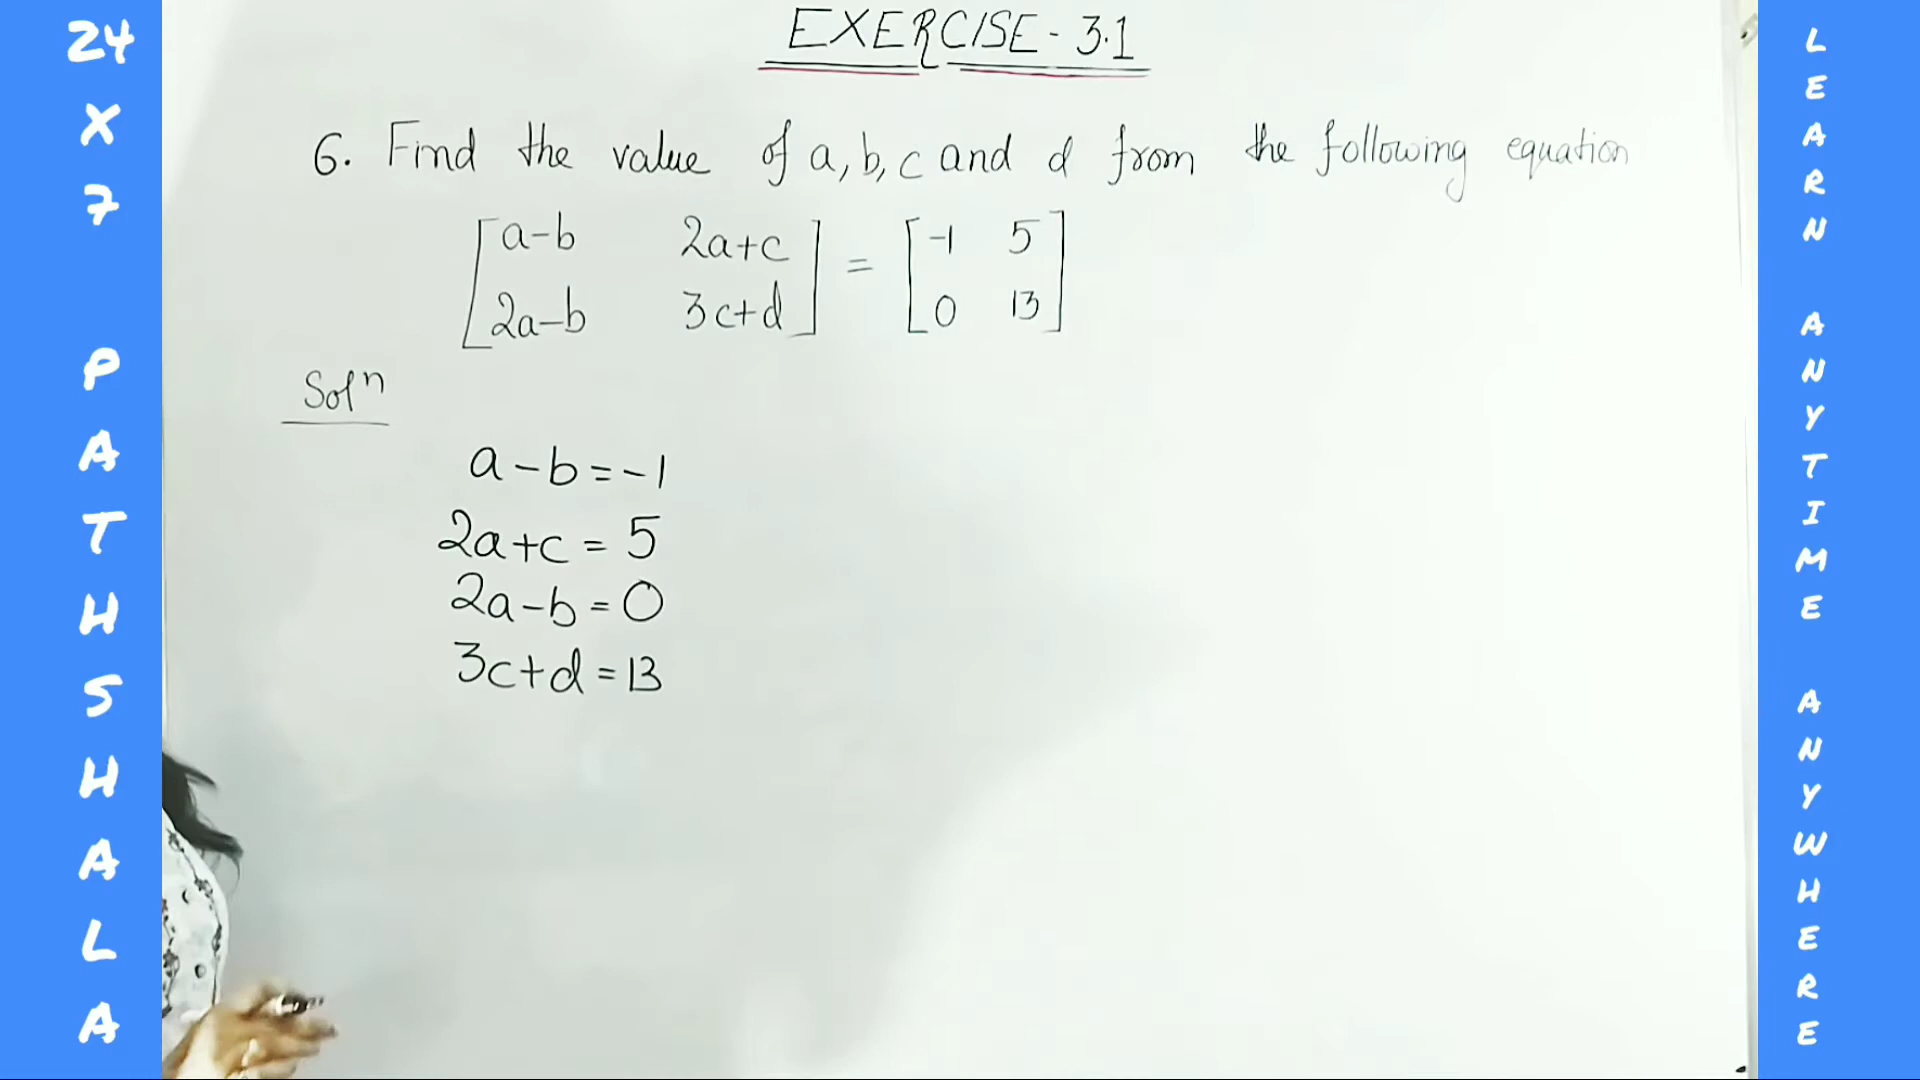 24 X 7 PATHSHALA
EXERCISE - 3.1
6. Find the value of a, b, c and d from the following equation
[a-b 2a+c] = [-1 5]
[2a-b 3c+d] [0 13]
Solⁿ
a-b=-1
2a+c = 5
2a-b=0
3c+d=13
LEARN ANYTIME ANYWHERE